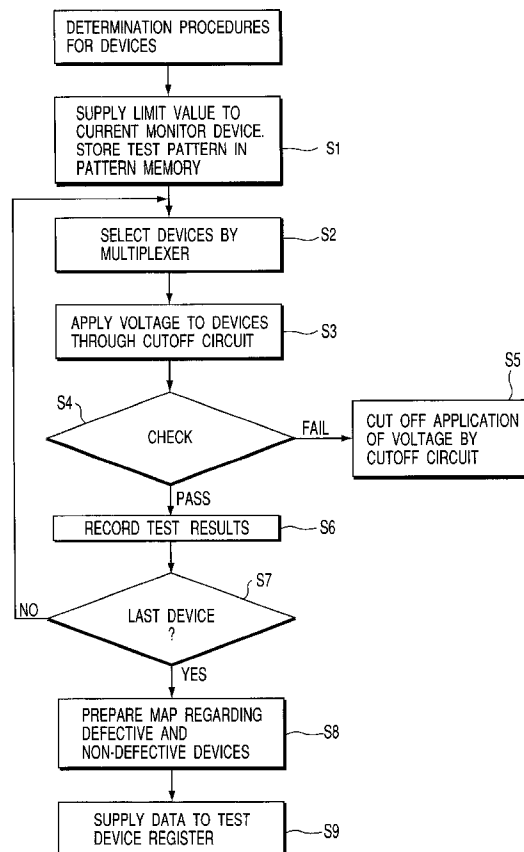 DETERMINATION PROCEDURES
FOR DEVICES
SUPPLY LIMIT VALUE TO
CURRENT MONITOR DEVICE.
STORE TEST PATTERN IN
PATTERN MEMORY
S1
SELECT DEVICES BY
MULTIPLEXER
S2
APPLY VOLTAGE TO DEVICES
THROUGH CUTOFF CIRCUIT
S3
S4
CHECK
FAIL
S5
CUT OFF APPLICATION
OF VOLTAGE BY
CUTOFF CIRCUIT
PASS
RECORD TEST RESULTS
S6
S7
LAST DEVICE
?
NO
YES
PREPARE MAP REGARDING
DEFECTIVE AND
NON-DEFECTIVE DEVICES
S8
SUPPLY DATA TO TEST
DEVICE REGISTER
S9